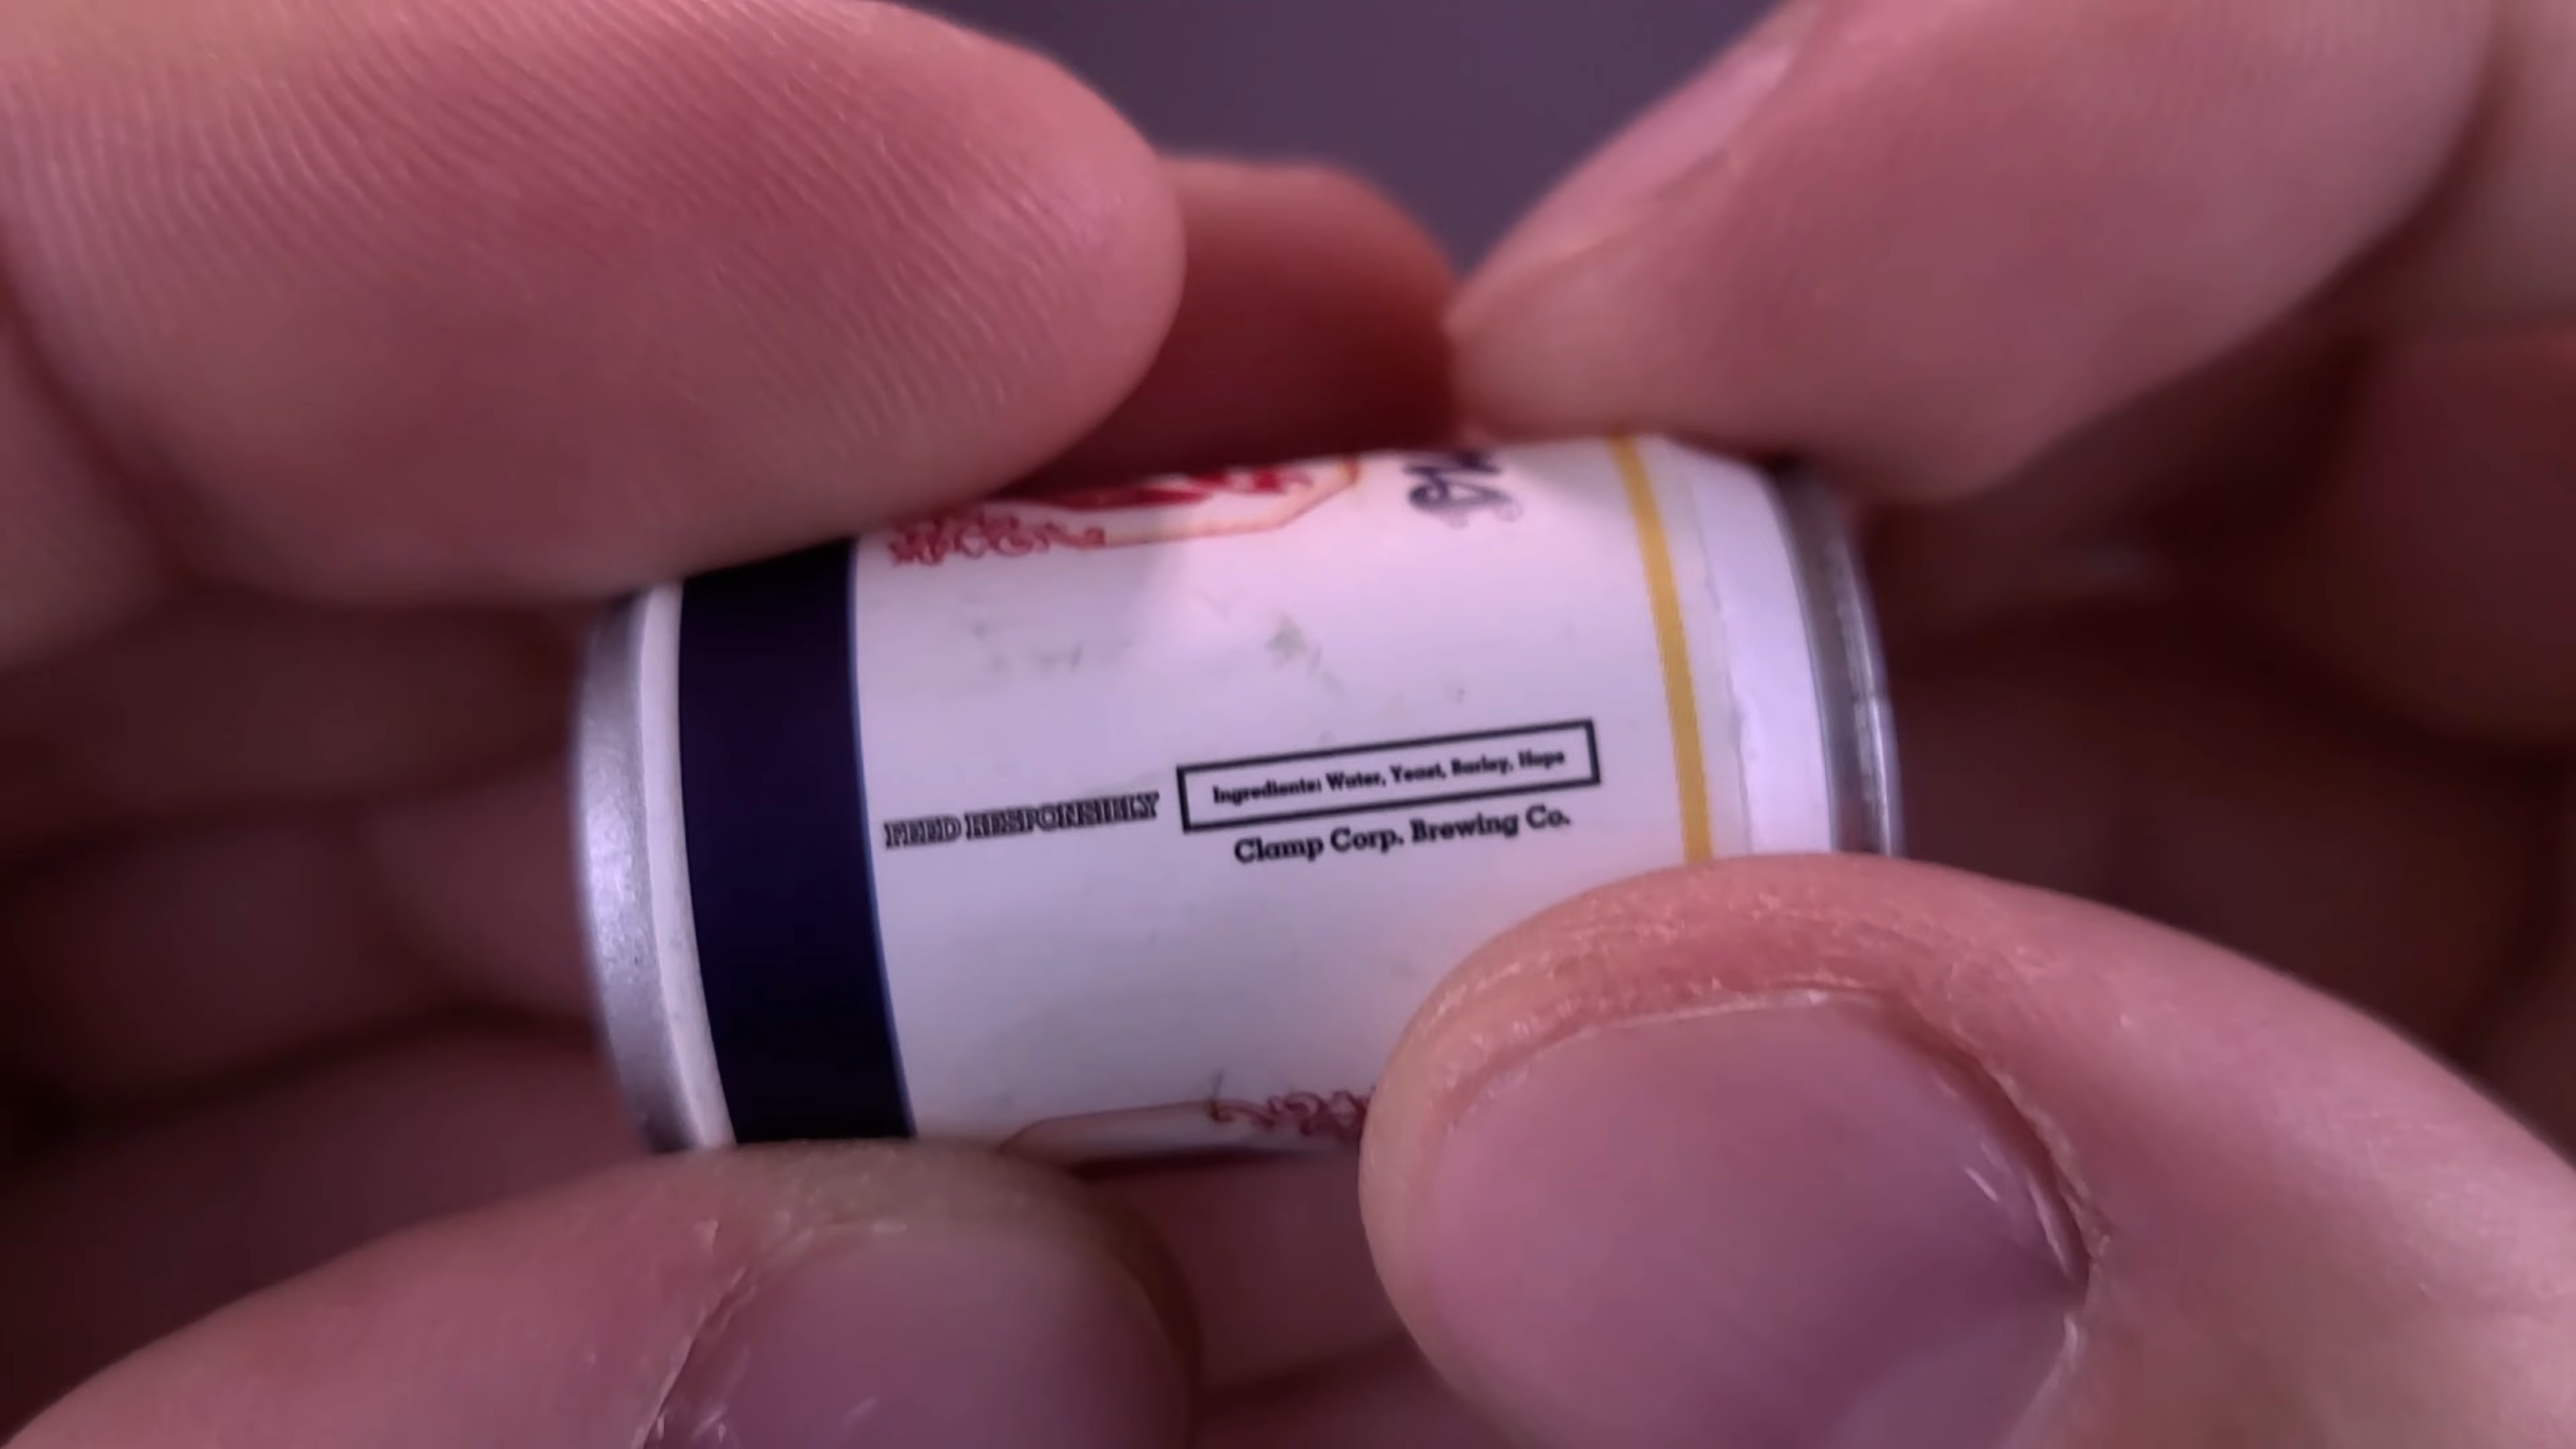 FEED RESPONSIBLY
Ingredients: Water, Yeast, Barley, Hops
Clamp Corp. Brewing Co.